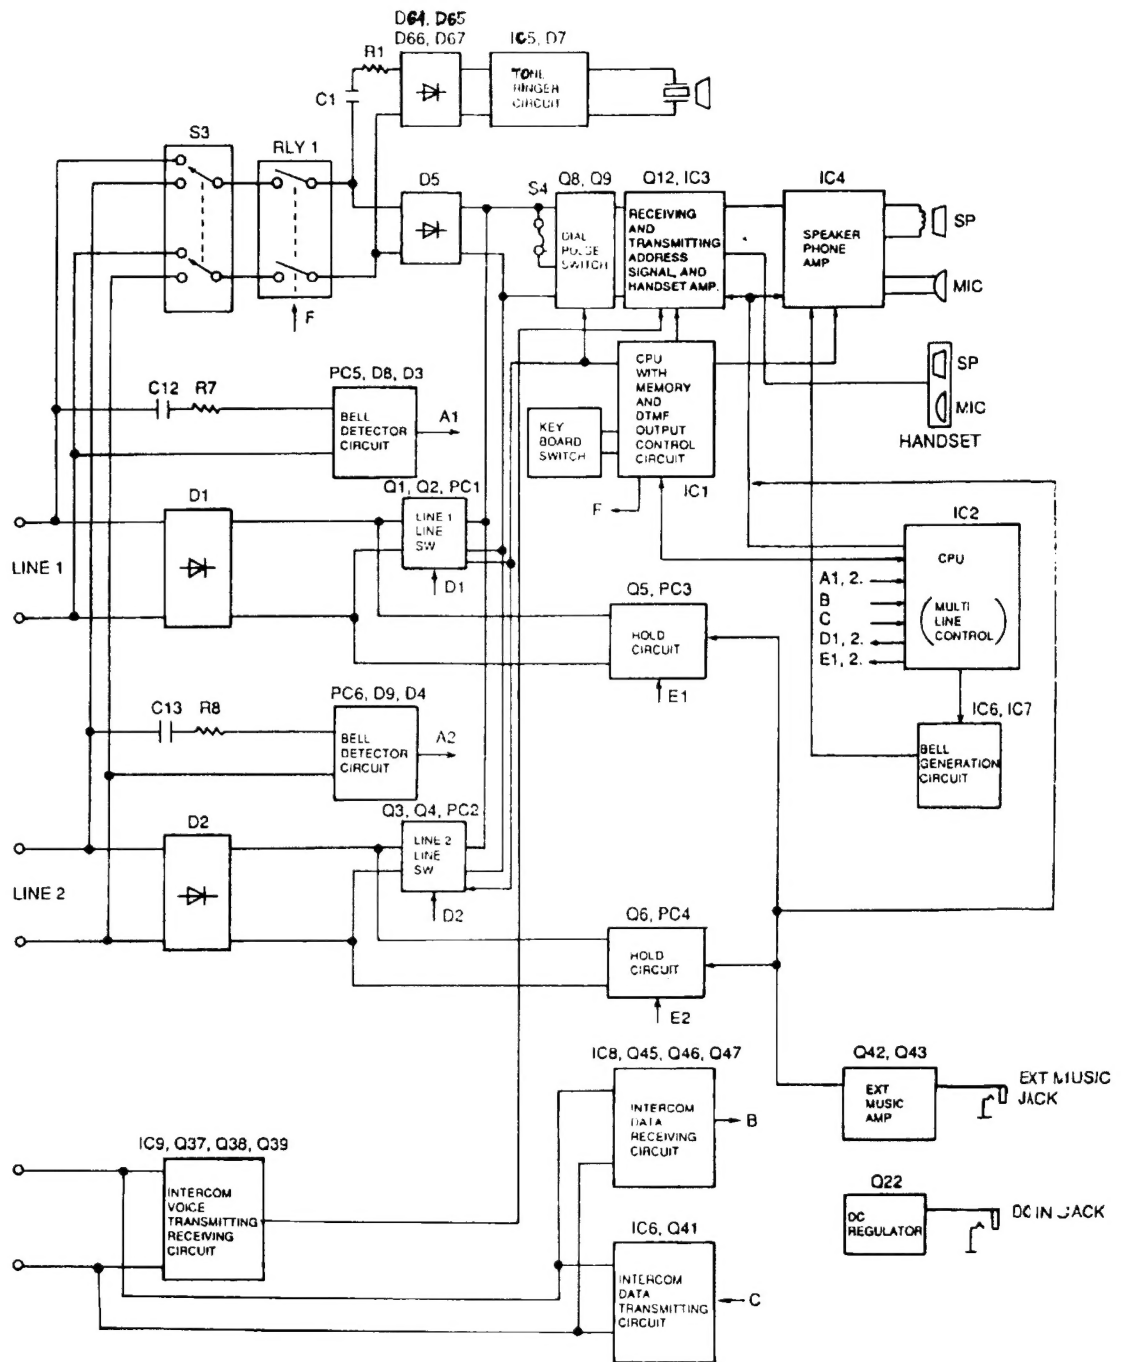 D64, D65
D66, D67
IC5, D7
R1
TONE
RINGER
CIRCUIT
C1
S3
RLY 1
D5
S4
Q8, Q9
Q12, IC3
IC4
DIAL
PULSE
SWITCH
RECEIVING
AND
TRANSMITTING
ADDRESS
SIGNAL, AND
HANDSET AMP.
SPEAKER
PHONE
AMP
SP
MIC
F
SP
MIC
HANDSET
CPU
WITH
MEMORY
AND
DTMF
OUTPUT
CONTROL
CIRCUIT
IC1
KEY
BOARD
SWITCH
F
C12
R7
PC5, D8, D3
BELL
DETECTOR
CIRCUIT
A1
Q1, Q2, PC1
LINE 1
LINE
SW
D1
D1
LINE 1
IC2
CPU
(MULTI
LINE
CONTROL)
A1, 2.
B
C
D1, 2.
E1, 2.
Q5, PC3
HOLD
CIRCUIT
E1
IC6, IC7
BELL
GENERATION
CIRCUIT
C13
R8
PC6, D9, D4
BELL
DETECTOR
CIRCUIT
A2
Q3, Q4, PC2
LINE 2
LINE
SW
D2
D2
LINE 2
Q6, PC4
HOLD
CIRCUIT
E2
IC8, Q45, Q46, Q47
INTERCOM
DATA
RECEIVING
CIRCUIT
B
Q42, Q43
EXT
MUSIC
AMP
EXT MUSIC
JACK
IC9, Q37, Q38, Q39
INTERCOM
VOICE
TRANSMITTING
RECEIVING
CIRCUIT
Q22
DC
REGULATOR
DC IN JACK
IC6, Q41
INTERCOM
DATA
TRANSMITTING
CIRCUIT
C